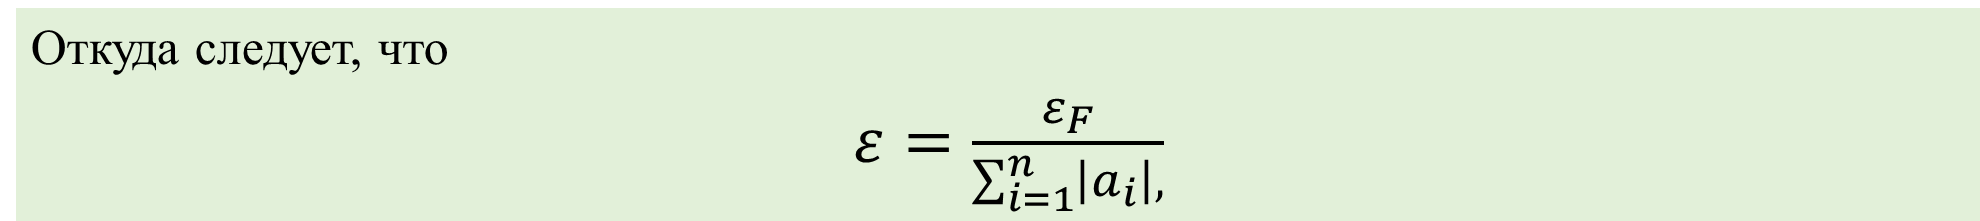 Откуда следует, что
ε = ε_F / ∑_{i=1}^{n}|a_i|,